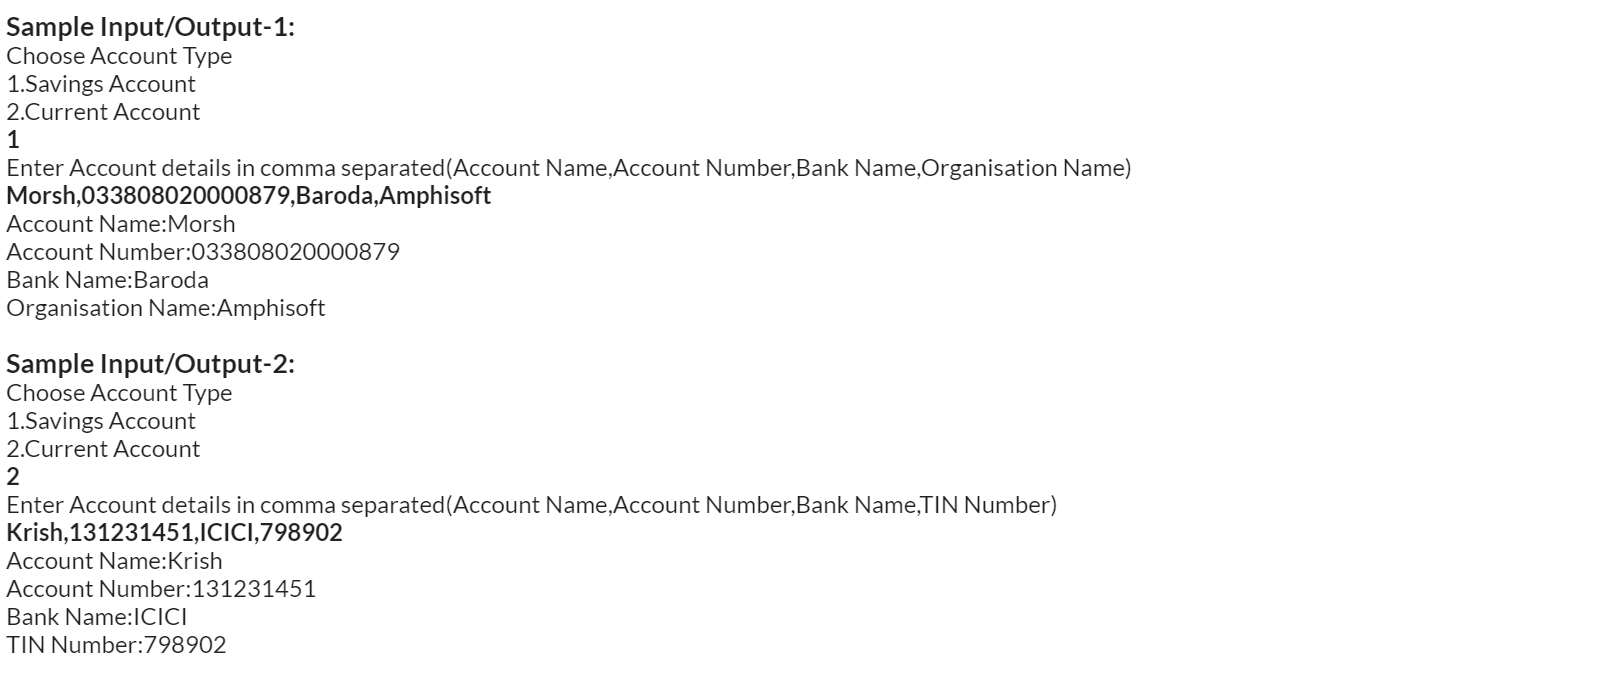 Sample Input/Output-1:
Choose Account Type
1.Savings Account
2.Current Account
1
Enter Account details in comma separated(Account Name,Account Number,Bank Name,Organisation Name)
Morsh,033808020000879,Baroda,Amphisoft
Account Name:Morsh
Account Number:033808020000879
Bank Name:Baroda
Organisation Name:Amphisoft
Sample Input/Output-2:
Choose Account Type
1.Savings Account
2.Current Account
2
Enter Account details in comma separated(Account Name,Account Number,Bank Name,TIN Number)
Krish,131231451,ICICI,798902
Account Name:Krish
Account Number:131231451
Bank Name:ICICI
TIN Number:798902